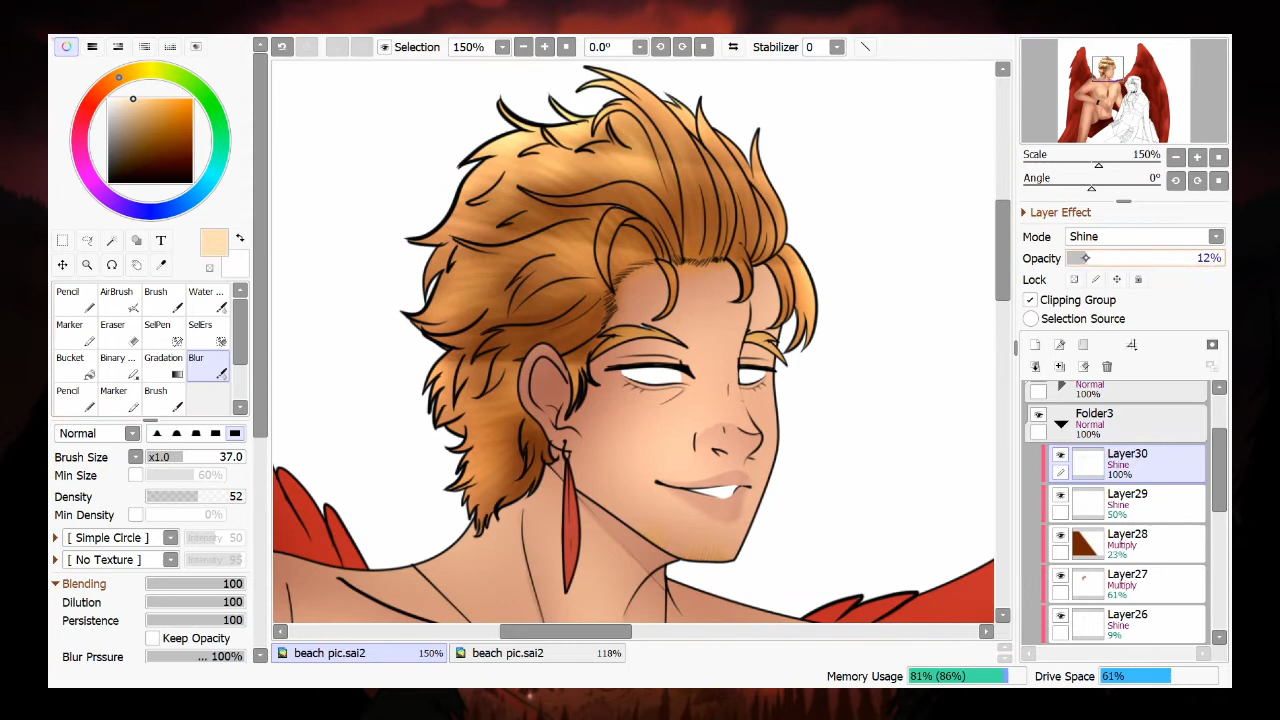 Selection 150% 0.0° Stabilizer 0
T
Pencil AirBrush Brush Water ...
Marker Eraser SelPen SelErs
Bucket Binary ... Gradation Blur
Pencil Marker Brush
Normal
Brush Size x1.0 37.0
Min Size 60%
Density 52
Min Density 0%
[ Simple Circle ] Intensity 50
[ No Texture ] Intensity 95
Blending 100
Dilution 100
Persistence 100
Keep Opacity
Blur Prssure ... 100%
beach pic.sai2 150% beach pic.sai2 118%
Scale 150%
Angle 0°
Layer Effect
Mode Shine
Opacity 12%
Lock
Clipping Group
Selection Source
Normal
100%
Folder3
Normal
100%
Layer30
Shine
100%
Layer29
Shine
50%
Layer28
Multiply
23%
Layer27
Multiply
61%
Layer26
Shine
9%
Memory Usage 81% (86%) Drive Space 61%